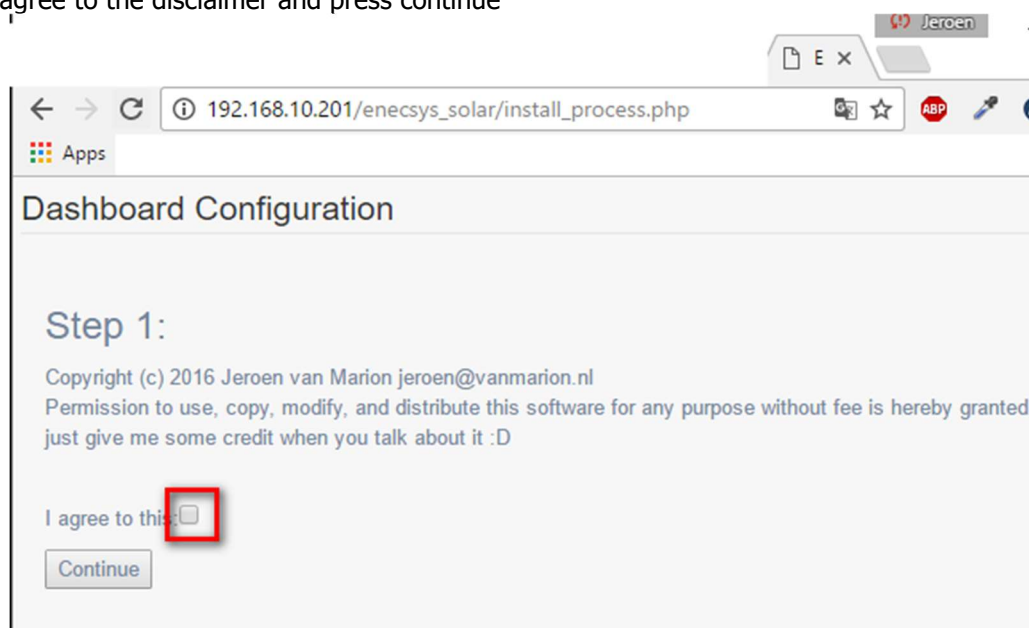 agree to the disclaimer and press continue
Jeroen
E
192.168.10.201/enecsys_solar/install_process.php
ABP
Apps
Dashboard Configuration
Step 1:
Copyright (c) 2016 Jeroen van Marion jeroen@vanmarion.nl
Permission to use, copy, modify, and distribute this software for any purpose without fee is hereby granted
just give me some credit when you talk about it :D
I agree to this:
Continue